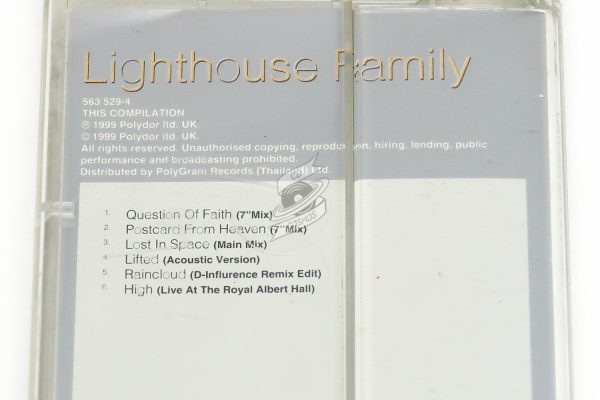 Lighthouse Family
563 529-4
THIS COMPILATION
℗ 1999 Polydor ltd. UK.
© 1999 Polydor ltd. UK.
All rights reserved. Unauthorised copying, reproduction, hiring, lending, public
performance and broadcasting prohibited.
Distributed by PolyGram Records (Thailand) Ltd.
1. Question Of Faith (7"Mix)
2. Postcard From Heaven (7"Mix)
3. Lost In Space (Main Mix)
4. Lifted (Acoustic Version)
5. Raincloud (D-Influrence Remix Edit)
6. High (Live At The Royal Albert Hall)